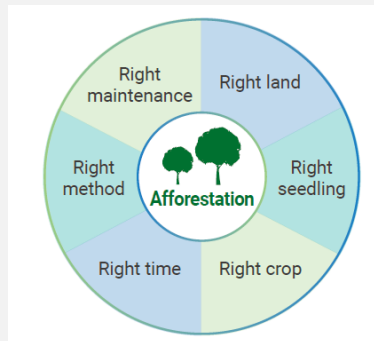 Right
maintenance
Right land
Right
method
Afforestation
Right
seedling
Right time
Right crop